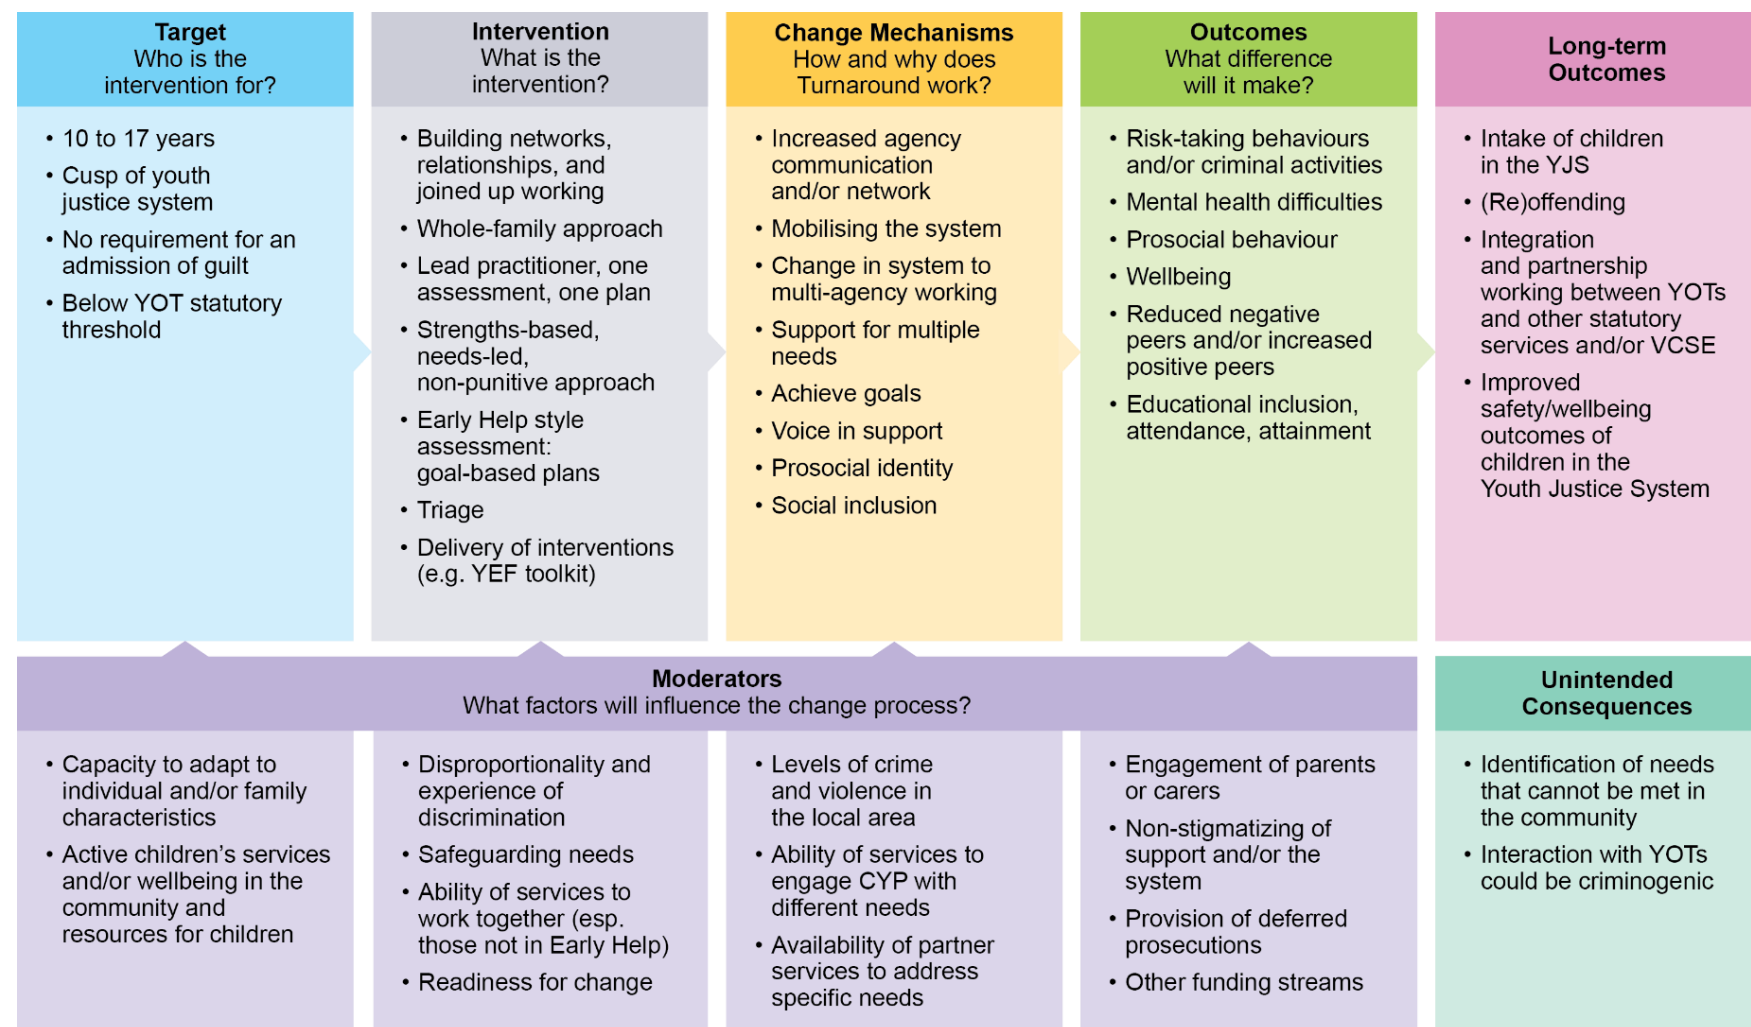 Target
Who is the
intervention for?
• 10 to 17 years
• Cusp of youth
justice system
• No requirement for an
admission of guilt
• Below YOT statutory
threshold
Intervention
What is the
intervention?
• Building networks,
relationships, and
joined up working
• Whole-family approach
• Lead practitioner, one
assessment, one plan
• Strengths-based,
needs-led,
non-punitive approach
• Early Help style
assessment:
goal-based plans
• Triage
• Delivery of interventions
(e.g. YEF toolkit)
Change Mechanisms
How and why does
Turnaround work?
• Increased agency
communication
and/or network
• Mobilising the system
• Change in system to
multi-agency working
• Support for multiple
needs
• Achieve goals
• Voice in support
• Prosocial identity
• Social inclusion
Outcomes
What difference
will it make?
• Risk-taking behaviours
and/or criminal activities
• Mental health difficulties
• Prosocial behaviour
• Wellbeing
• Reduced negative
peers and/or increased
positive peers
• Educational inclusion,
attendance, attainment
Long-term
Outcomes
• Intake of children
in the YJS
• (Re)offending
• Integration
and partnership
working between YOTs
and other statutory
services and/or VCSE
• Improved
safety/wellbeing
outcomes of
children in the
Youth Justice System
Moderators
What factors will influence the change process?
• Capacity to adapt to
individual and/or family
characteristics
• Active children’s services
and/or wellbeing in the
community and
resources for children
• Disproportionality and
experience of
discrimination
• Safeguarding needs
• Ability of services to
work together (esp.
those not in Early Help)
• Readiness for change
• Levels of crime
and violence in
the local area
• Ability of services to
engage CYP with
different needs
• Availability of partner
services to address
specific needs
• Engagement of parents
or carers
• Non-stigmatizing of
support and/or the
system
• Provision of deferred
prosecutions
• Other funding streams
Unintended
Consequences
• Identification of needs
that cannot be met in
the community
• Interaction with YOTs
could be criminogenic